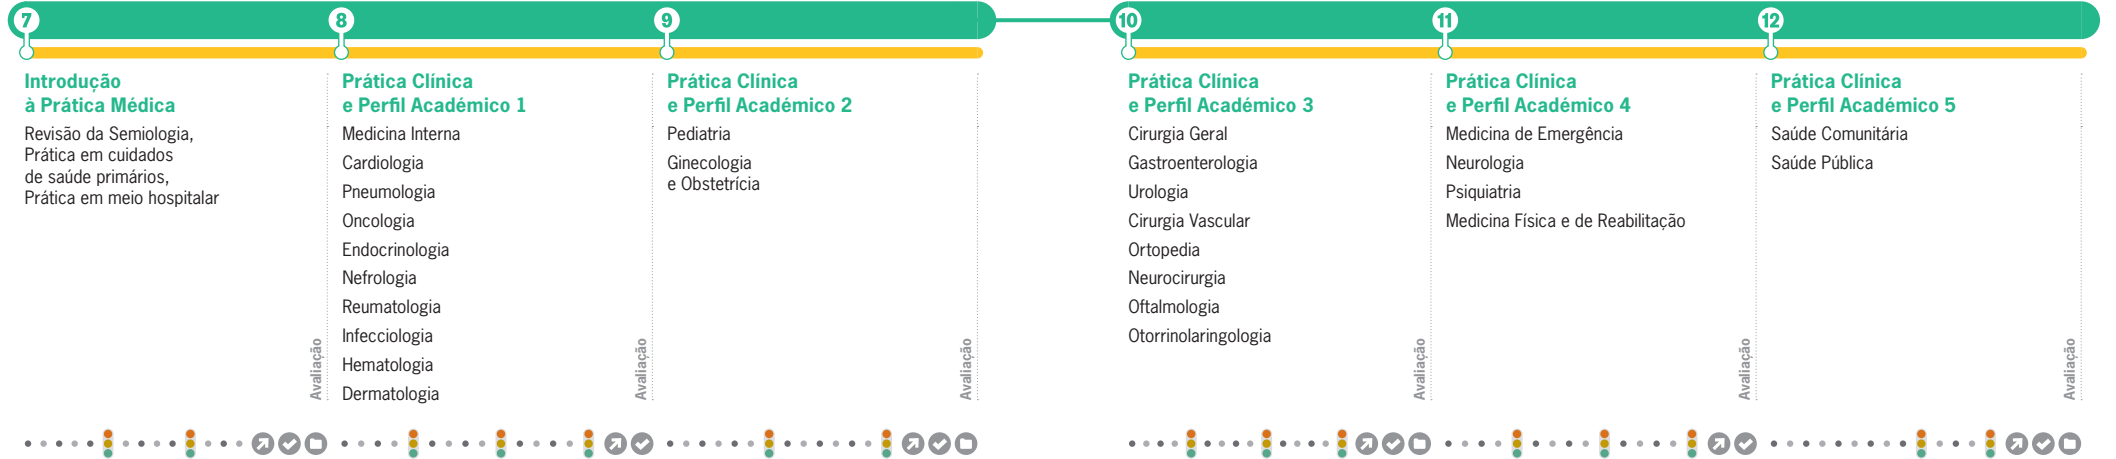 7
Introdução
à Prática Médica
Revisão da Semiologia,
Prática em cuidados
de saúde primários,
Prática em meio hospitalar
Avaliação
8
Prática Clínica
e Perfil Académico 1
Medicina Interna
Cardiologia
Pneumologia
Oncologia
Endocrinologia
Nefrologia
Reumatologia
Infecciologia
Hematologia
Dermatologia
Avaliação
9
Prática Clínica
e Perfil Académico 2
Pediatria
Ginecologia
e Obstetrícia
Avaliação
10
Prática Clínica
e Perfil Académico 3
Cirurgia Geral
Gastroenterologia
Urologia
Cirurgia Vascular
Ortopedia
Neurocirurgia
Oftalmologia
Otorrinolaringologia
Avaliação
11
Prática Clínica
e Perfil Académico 4
Medicina de Emergência
Neurologia
Psiquiatria
Medicina Física e de Reabilitação
Avaliação
12
Prática Clínica
e Perfil Académico 5
Saúde Comunitária
Saúde Pública
Avaliação